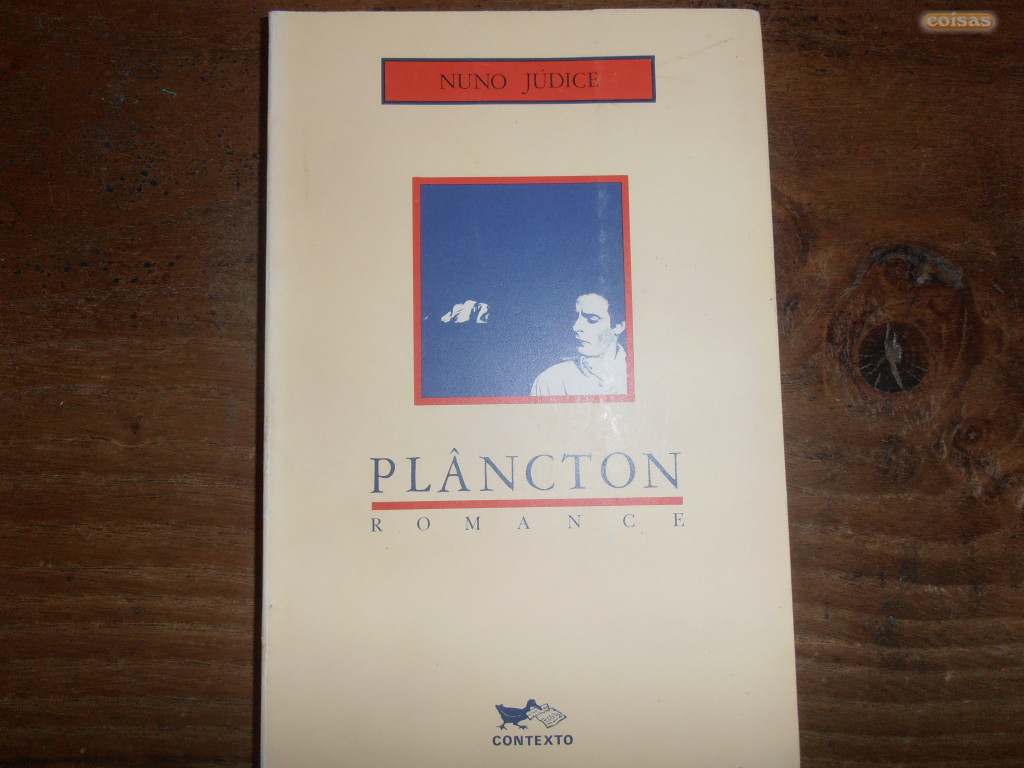 coisas
NUNO JÚDICE
PLÂNCTON
ROMANCE
CONTEXTO